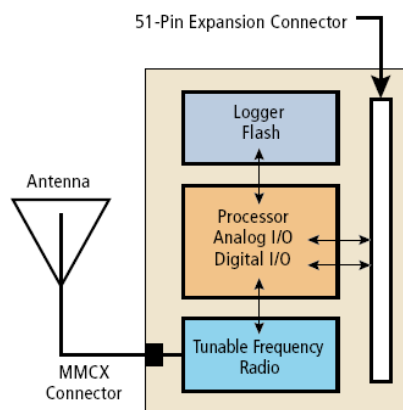 51-Pin Expansion Connector
Logger
Flash
Antenna
Processor
Analog I/O
Digital I/O
Tunable Frequency
Radio
MMCX
Connector